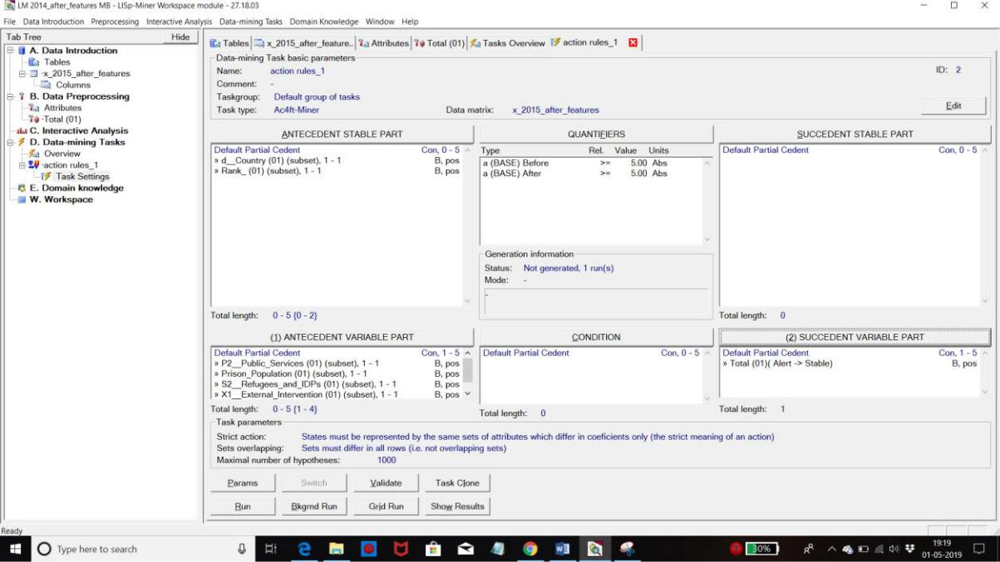 LM 2014_after_features MB - LISp-Miner Workspace module - 27.18.03
File Data Introduction Preprocessing Interactive Analysis Data-mining Tasks Domain Knowledge Window Help
Tab Tree
Hide
A. Data Introduction
Tables
x_2015_after_features
Columns
B. Data Preprocessing
Attributes
Total (01)
C. Interactive Analysis
D. Data-mining Tasks
Overview
action rules_1
Task Settings
E. Domain knowledge
W. Workspace
Tables x_2015_after_feature.. Attributes Total (01) Tasks Overview action rules_1
Data-mining Task basic parameters
Name: action rules_1
ID: 2
Comment: -
Taskgroup: Default group of tasks
Task type: Ac4ft-Miner Data matrix: x_2015_after_features
Edit
ANTECEDENT STABLE PART
Default Partial Cedent Con, 0 - 5
» d__Country (01) (subset), 1 - 1 B, pos
» Rank_ (01) (subset), 1 - 1 B, pos
Total length: 0 - 5 {0 - 2}
QUANTIFIERS
Type Rel. Value Units
a (BASE) Before >= 5.00 Abs
a (BASE) After >= 5.00 Abs
Generation information
Status: Not generated, 1 run(s)
Mode: -
-
SUCCEDENT STABLE PART
Default Partial Cedent Con, 0 - 5
Total length: 0
(1) ANTECEDENT VARIABLE PART
Default Partial Cedent Con, 1 - 5
» P2__Public_Services (01) (subset), 1 - 1 B, pos
» Prison_Population (01) (subset), 1 - 1 B, pos
» S2__Refugees_and_IDPs (01) (subset), 1 - 1 B, pos
» X1__External_Intervention (01) (subset), 1 - 1 B, pos
Total length: 0 - 5 {1 - 4}
CONDITION
Default Partial Cedent Con, 0 - 5
Total length: 0
(2) SUCCEDENT VARIABLE PART
Default Partial Cedent Con, 1 - 5
» Total (01)( Alert -> Stable) B, pos
Total length: 1
Task parameters
Strict action: States must be represented by the same sets of attributes which differ in coeficients only (the strict meaning of an action)
Sets overlapping: Sets must differ in all rows (i.e. not overlapping sets)
Maximal number of hypotheses: 1000
Params Switch Validate Task Clone
Run Bkgrnd Run Grid Run Show Results
Ready
Type here to search
30%
19:19
01-05-2019